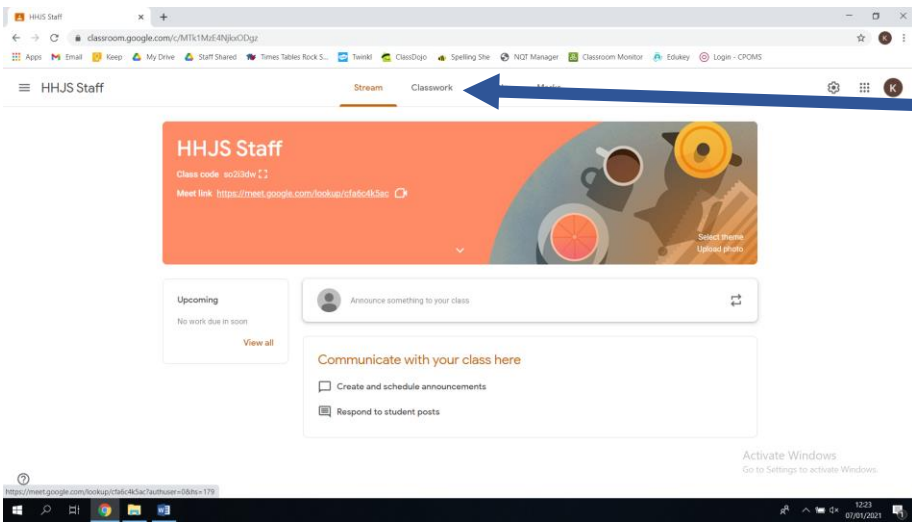 HHJS Staff
classroom.google.com/c/MTk1MzE4NjkxODgz
Apps Email Keep My Drive Staff Shared Times Tables Rock S... Twinkl ClassDojo Spelling She NQT Manager Classroom Monitor Edukey Login - CPOMS
HHJS Staff Stream Classwork K
HHJS Staff
Class code so2i3dw
Meet link https://meet.google.com/lookup/cfa6c4k5ac
Select theme
Upload photo
Upcoming
No work due in soon
View all
Announce something to your class
Communicate with your class here
Create and schedule announcements
Respond to student posts
Activate Windows
Go to Settings to activate Windows.
https://meet.google.com/lookup/cfa6c4k5ac?authuser=0&hs=179
12:23
07/01/2021